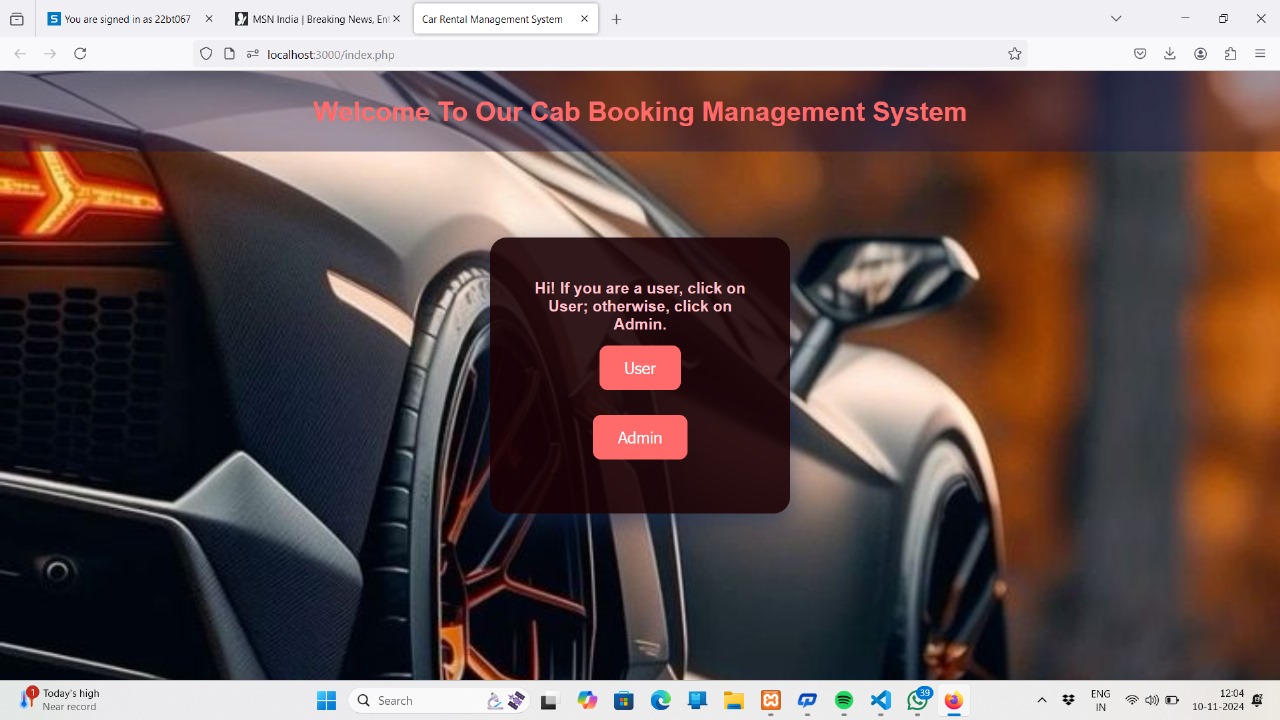 You are signed in as 22bt067
MSN India | Breaking News, Ent
Car Rental Management System
localhost:3000/index.php
Welcome To Our Cab Booking Management System
Hi! If you are a user, click on
User; otherwise, click on
Admin.
User
Admin
1
Today's high
Near record
Search
39
ENG
IN
12:04
10-11-2024